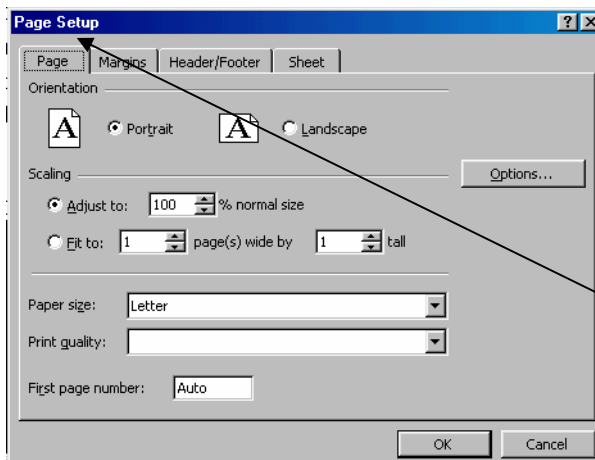 Page Setup
Page Margins Header/Footer Sheet
Orientation
A Portrait A Landscape
Scaling
Options...
Adjust to: 100 % normal size
Fit to: 1 page(s) wide by 1 tall
Paper size: Letter
Print quality:
First page number: Auto
OK Cancel